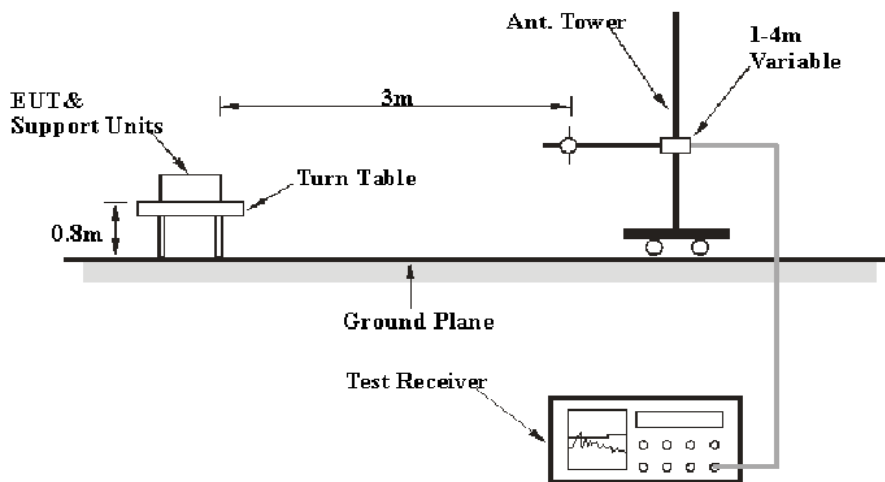 Ant. Tower
1-4m
Variable
3m
EUT&
Support Units
Turn Table
0.8m
Ground Plane
Test Receiver